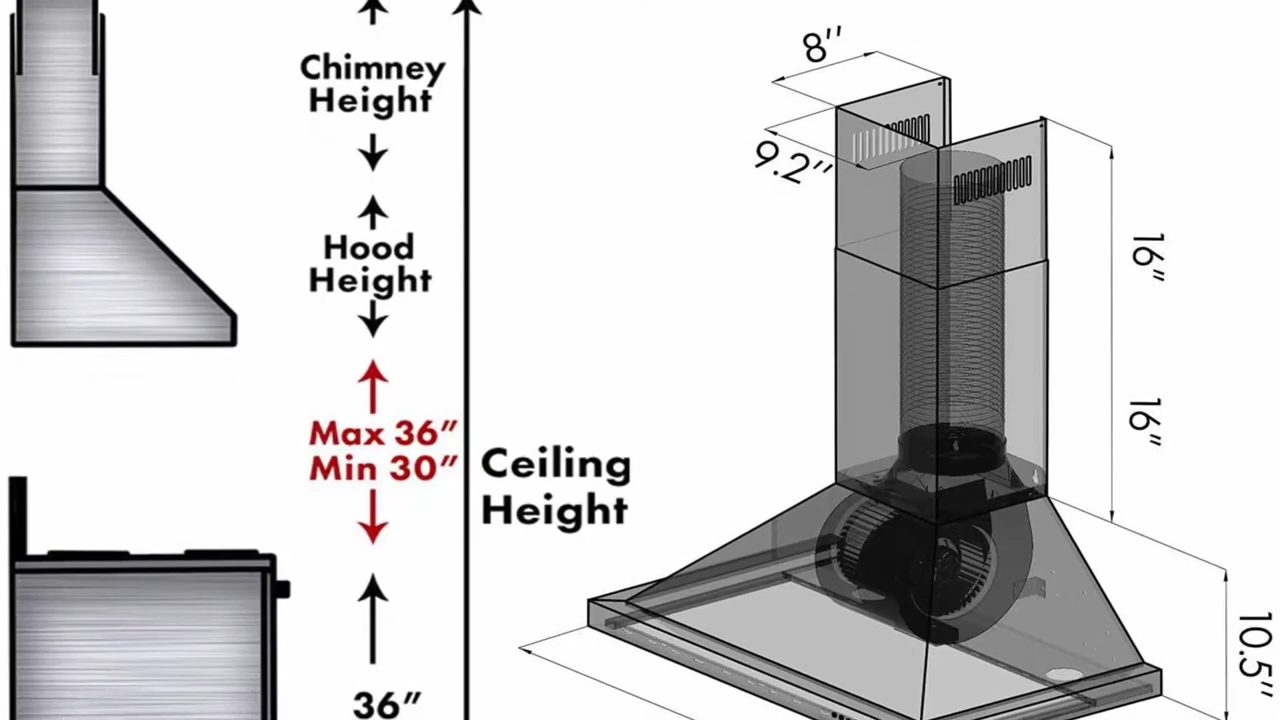 Chimney
Height
Hood
Height
Max 36”
Min 30”
36”
Ceiling
Height
8’’
9.2’’
16”
16”
10.5’’